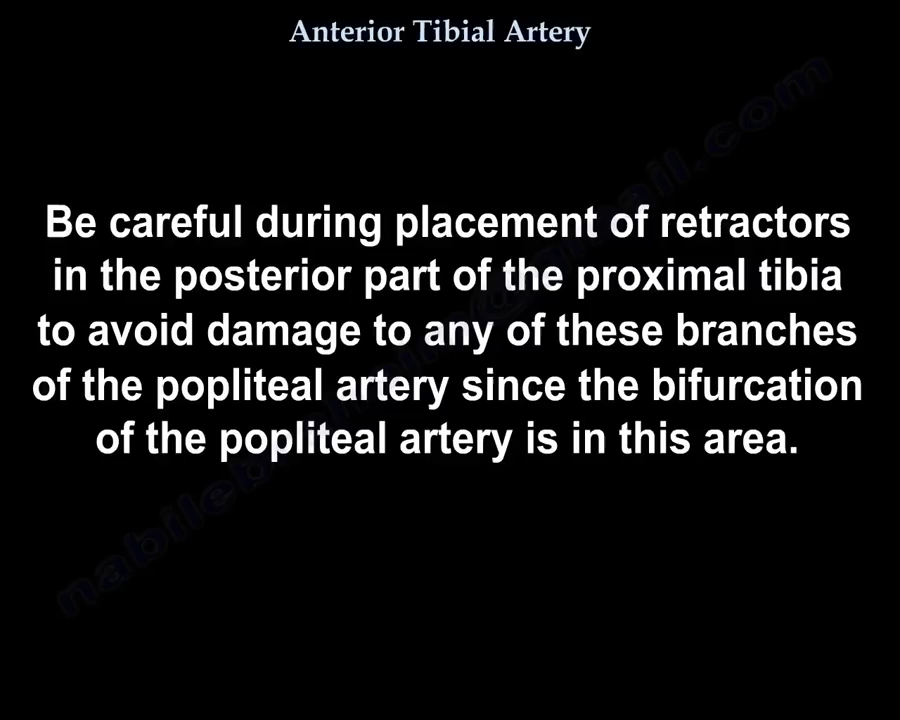 Anterior Tibial Artery
Be careful during placement of retractors
in the posterior part of the proximal tibia
to avoid damage to any of these branches
of the popliteal artery since the bifurcation
of the popliteal artery is in this area.